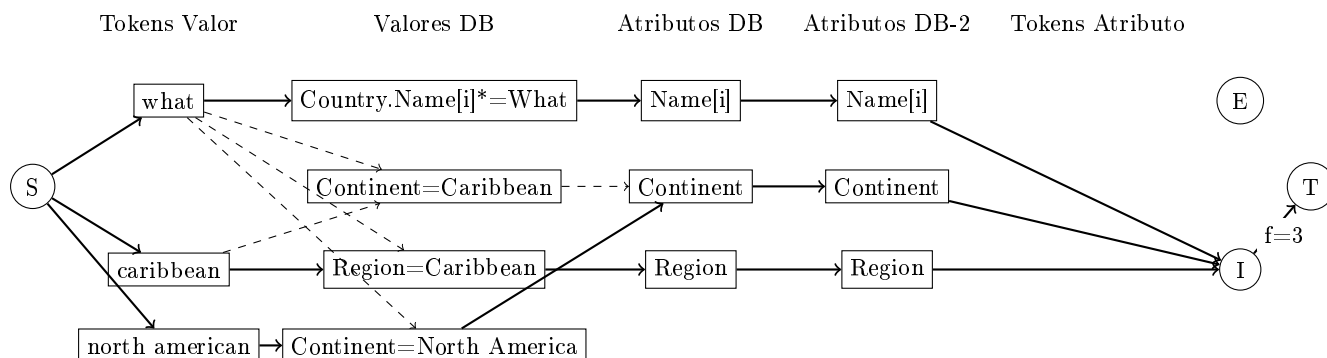 Tokens Valor Valores DB Atributos DB Atributos DB-2 Tokens Atributo
what Country.Name[i]*=What Name[i] Name[i] E
S Continent=Caribbean Continent Continent T
f=3
caribbean Region=Caribbean Region Region I
north american Continent=North America